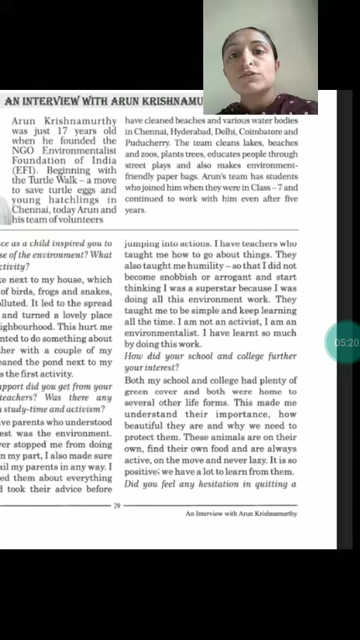 AN INTERVIEW WITH ARUN KRISHNAMU
Arun Krishnamurthy
was just 17 years old
when he founded the
NGO Environmentalist
Foundation of India
(EFI). Beginning with
the Turtle Walk – a move
to save turtle eggs and
young hatchlings in
Chennai, today Arun and
his team of volunteers
have cleaned beaches and various water bodies
in Chennai, Hyderabad, Delhi, Coimbatore and
Puducherry. The team cleans lakes, beaches
and zoos, plants trees, educates people through
street plays and also makes environment-
friendly paper bags. Arun's team has students
who joined him when they were in Class – 7 and
continued to work with him even after five
years.
ce as a child inspired you to
se of the environment? What
ctivity?
ke next to my house, which
of birds, frogs and snakes,
olluted. It led to the spread
and turned a lovely place
ighbourhood. This hurt me
nted to do something about
ther with a couple of my
eaned the pond next to my
s the first activity.
upport did you get from your
teachers? Was there any
n study-time and activism?
ve parents who understood
est was the environment.
er stopped me from doing
n my part, I also made sure
ail my parents in any way. I
ed them about everything
d took their advice before
jumping into actions. I have teachers who
taught me how to go about things. They
also taught me humility – so that I did not
become snobbish or arrogant and start
thinking I was a superstar because I was
doing all this environment work. They
taught me to be simple and keep learning
all the time. I am not an activist, I am an
environmentalist. I have learnt so much
by doing this work.
How did your school and college further
your interest?
Both my school and college had plenty of
green cover and both were home to
several other life forms. This made me
understand their importance, how
beautiful they are and why we need to
protect them. These animals are on their
own, find their own food and are always
active, on the move and never lazy. It is so
positive; we have a lot to learn from them.
Did you feel any hesitation in quitting a
29
An Interview with Arun Krishnamurthy
05:20